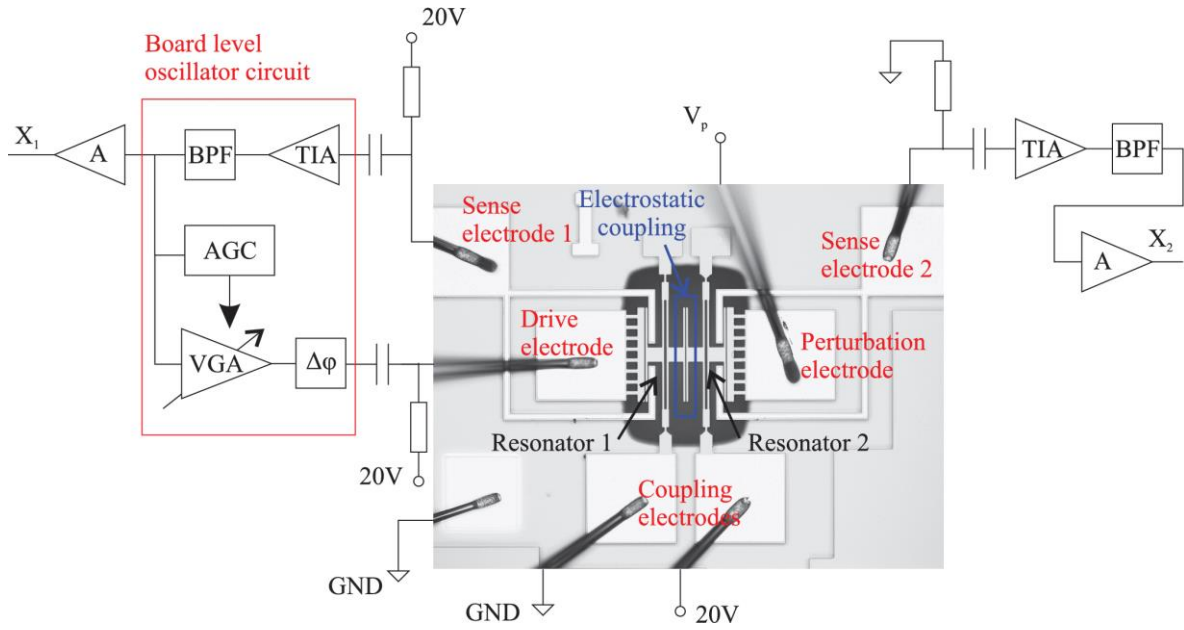 20V
Board level
oscillator circuit
X₁
A
BPF
TIA
AGC
VGA
Δφ
20V
GND
GND
20V
Vₚ
Sense
electrode 1
Electrostatic
coupling
Sense
electrode 2
Drive
electrode
Perturbation
electrode
Resonator 1
Resonator 2
Coupling
electrodes
TIA
BPF
A
X₂